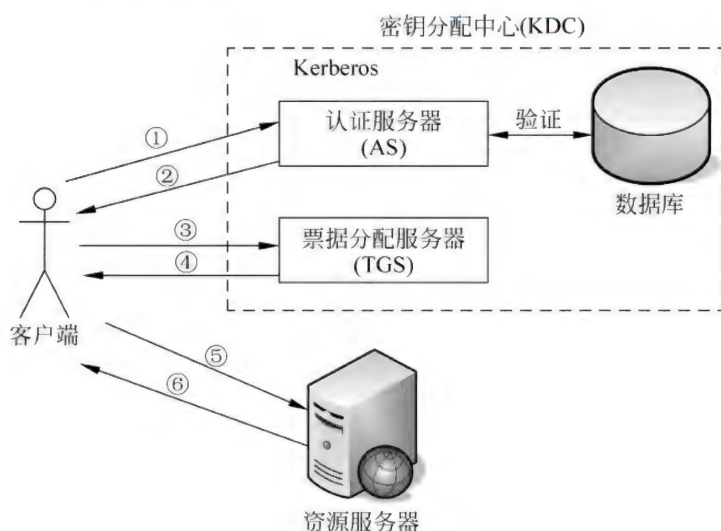 密钥分配中心(KDC)
Kerberos
认证服务器
(AS)
验证
数据库
①
②
③
④
票据分配服务器
(TGS)
客户端
⑤
⑥
资源服务器